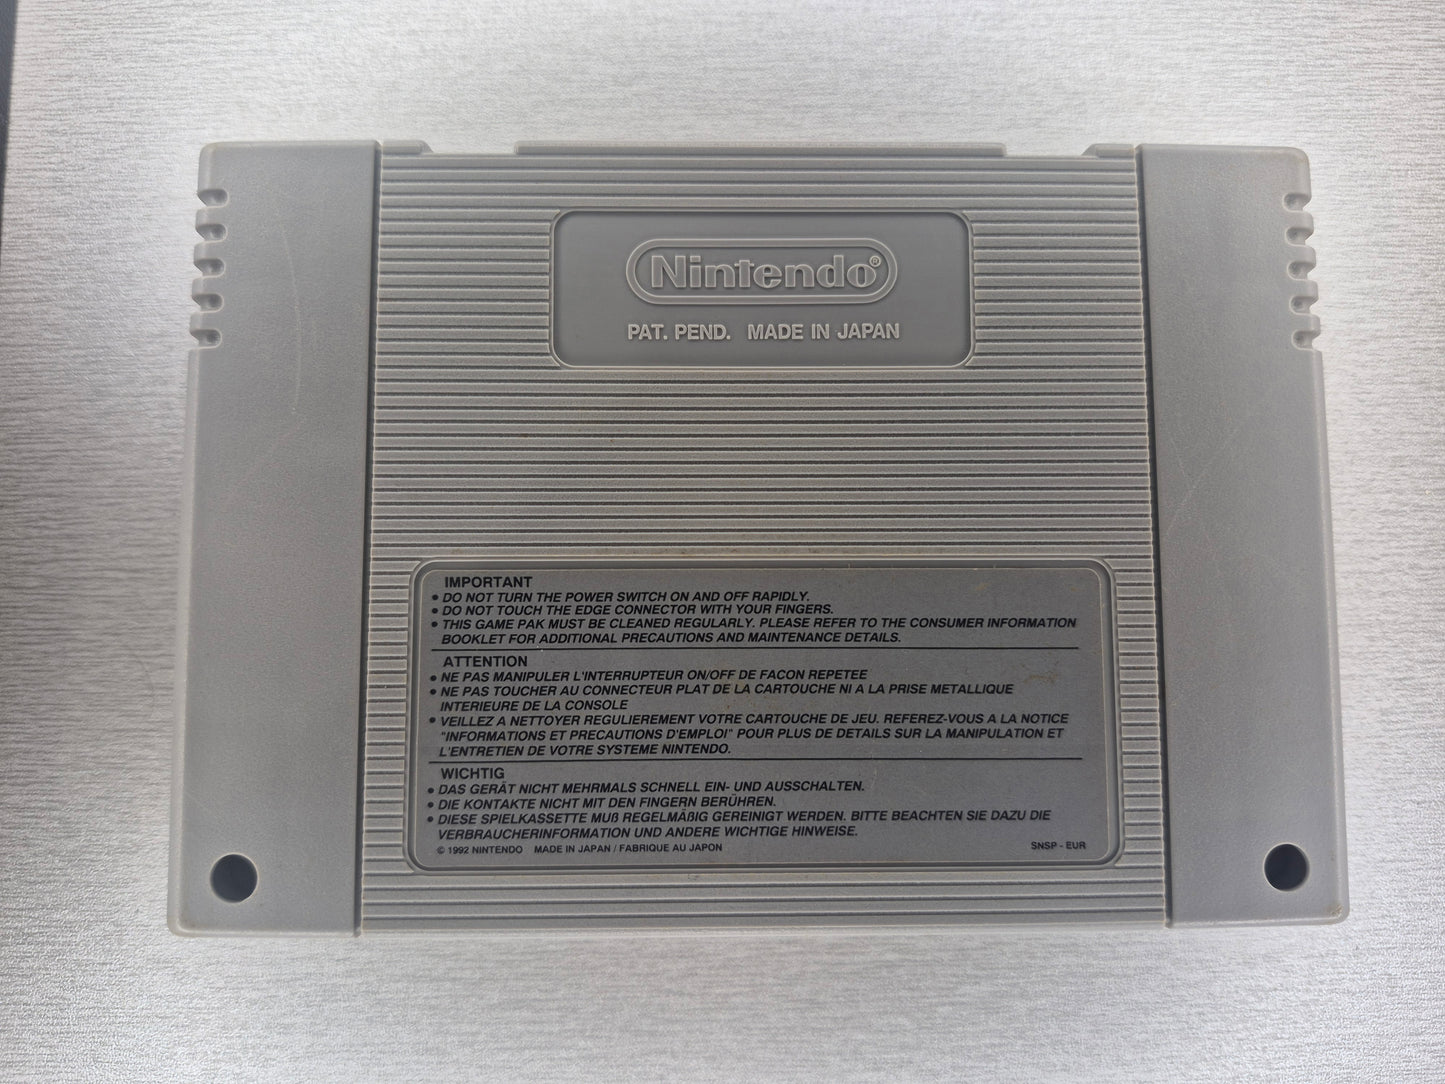 Nintendo®
PAT. PEND. MADE IN JAPAN
IMPORTANT
• DO NOT TURN THE POWER SWITCH ON AND OFF RAPIDLY.
• DO NOT TOUCH THE EDGE CONNECTOR WITH YOUR FINGERS.
• THIS GAME PAK MUST BE CLEANED REGULARLY. PLEASE REFER TO THE CONSUMER INFORMATION
BOOKLET FOR ADDITIONAL PRECAUTIONS AND MAINTENANCE DETAILS.
ATTENTION
• NE PAS MANIPULER L'INTERRUPTEUR ON/OFF DE FACON REPETEE
• NE PAS TOUCHER AU CONNECTEUR PLAT DE LA CARTOUCHE NI A LA PRISE METALLIQUE
INTERIEURE DE LA CONSOLE
• VEILLEZ A NETTOYER REGULIEREMENT VOTRE CARTOUCHE DE JEU. REFEREZ-VOUS A LA NOTICE
"INFORMATIONS ET PRECAUTIONS D'EMPLOI" POUR PLUS DE DETAILS SUR LA MANIPULATION ET
L'ENTRETIEN DE VOTRE SYSTEME NINTENDO.
WICHTIG
• DAS GERÄT NICHT MEHRMALS SCHNELL EIN- UND AUSSCHALTEN.
• DIE KONTAKTE NICHT MIT DEN FINGERN BERÜHREN.
• DIESE SPIELKASSETTE MUß REGELMÄßIG GEREINIGT WERDEN. BITTE BEACHTEN SIE DAZU DIE
VERBRAUCHERINFORMATION UND ANDERE WICHTIGE HINWEISE.
© 1992 NINTENDO MADE IN JAPAN / FABRIQUE AU JAPON SNSP - EUR